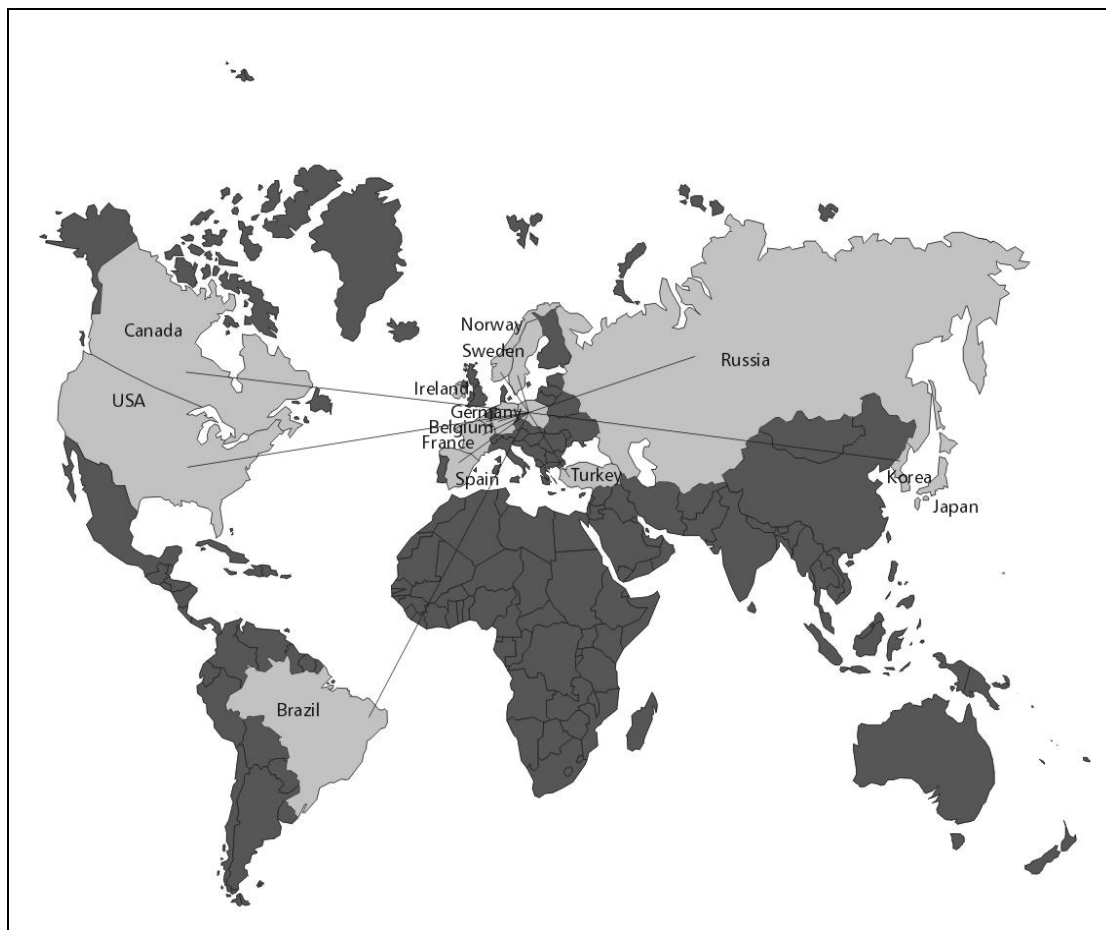 Norway
Canada
Sweden
Russia
Ireland
USA
Germany
Belgium
France
Spain
Turkey
Korea
Japan
Brazil